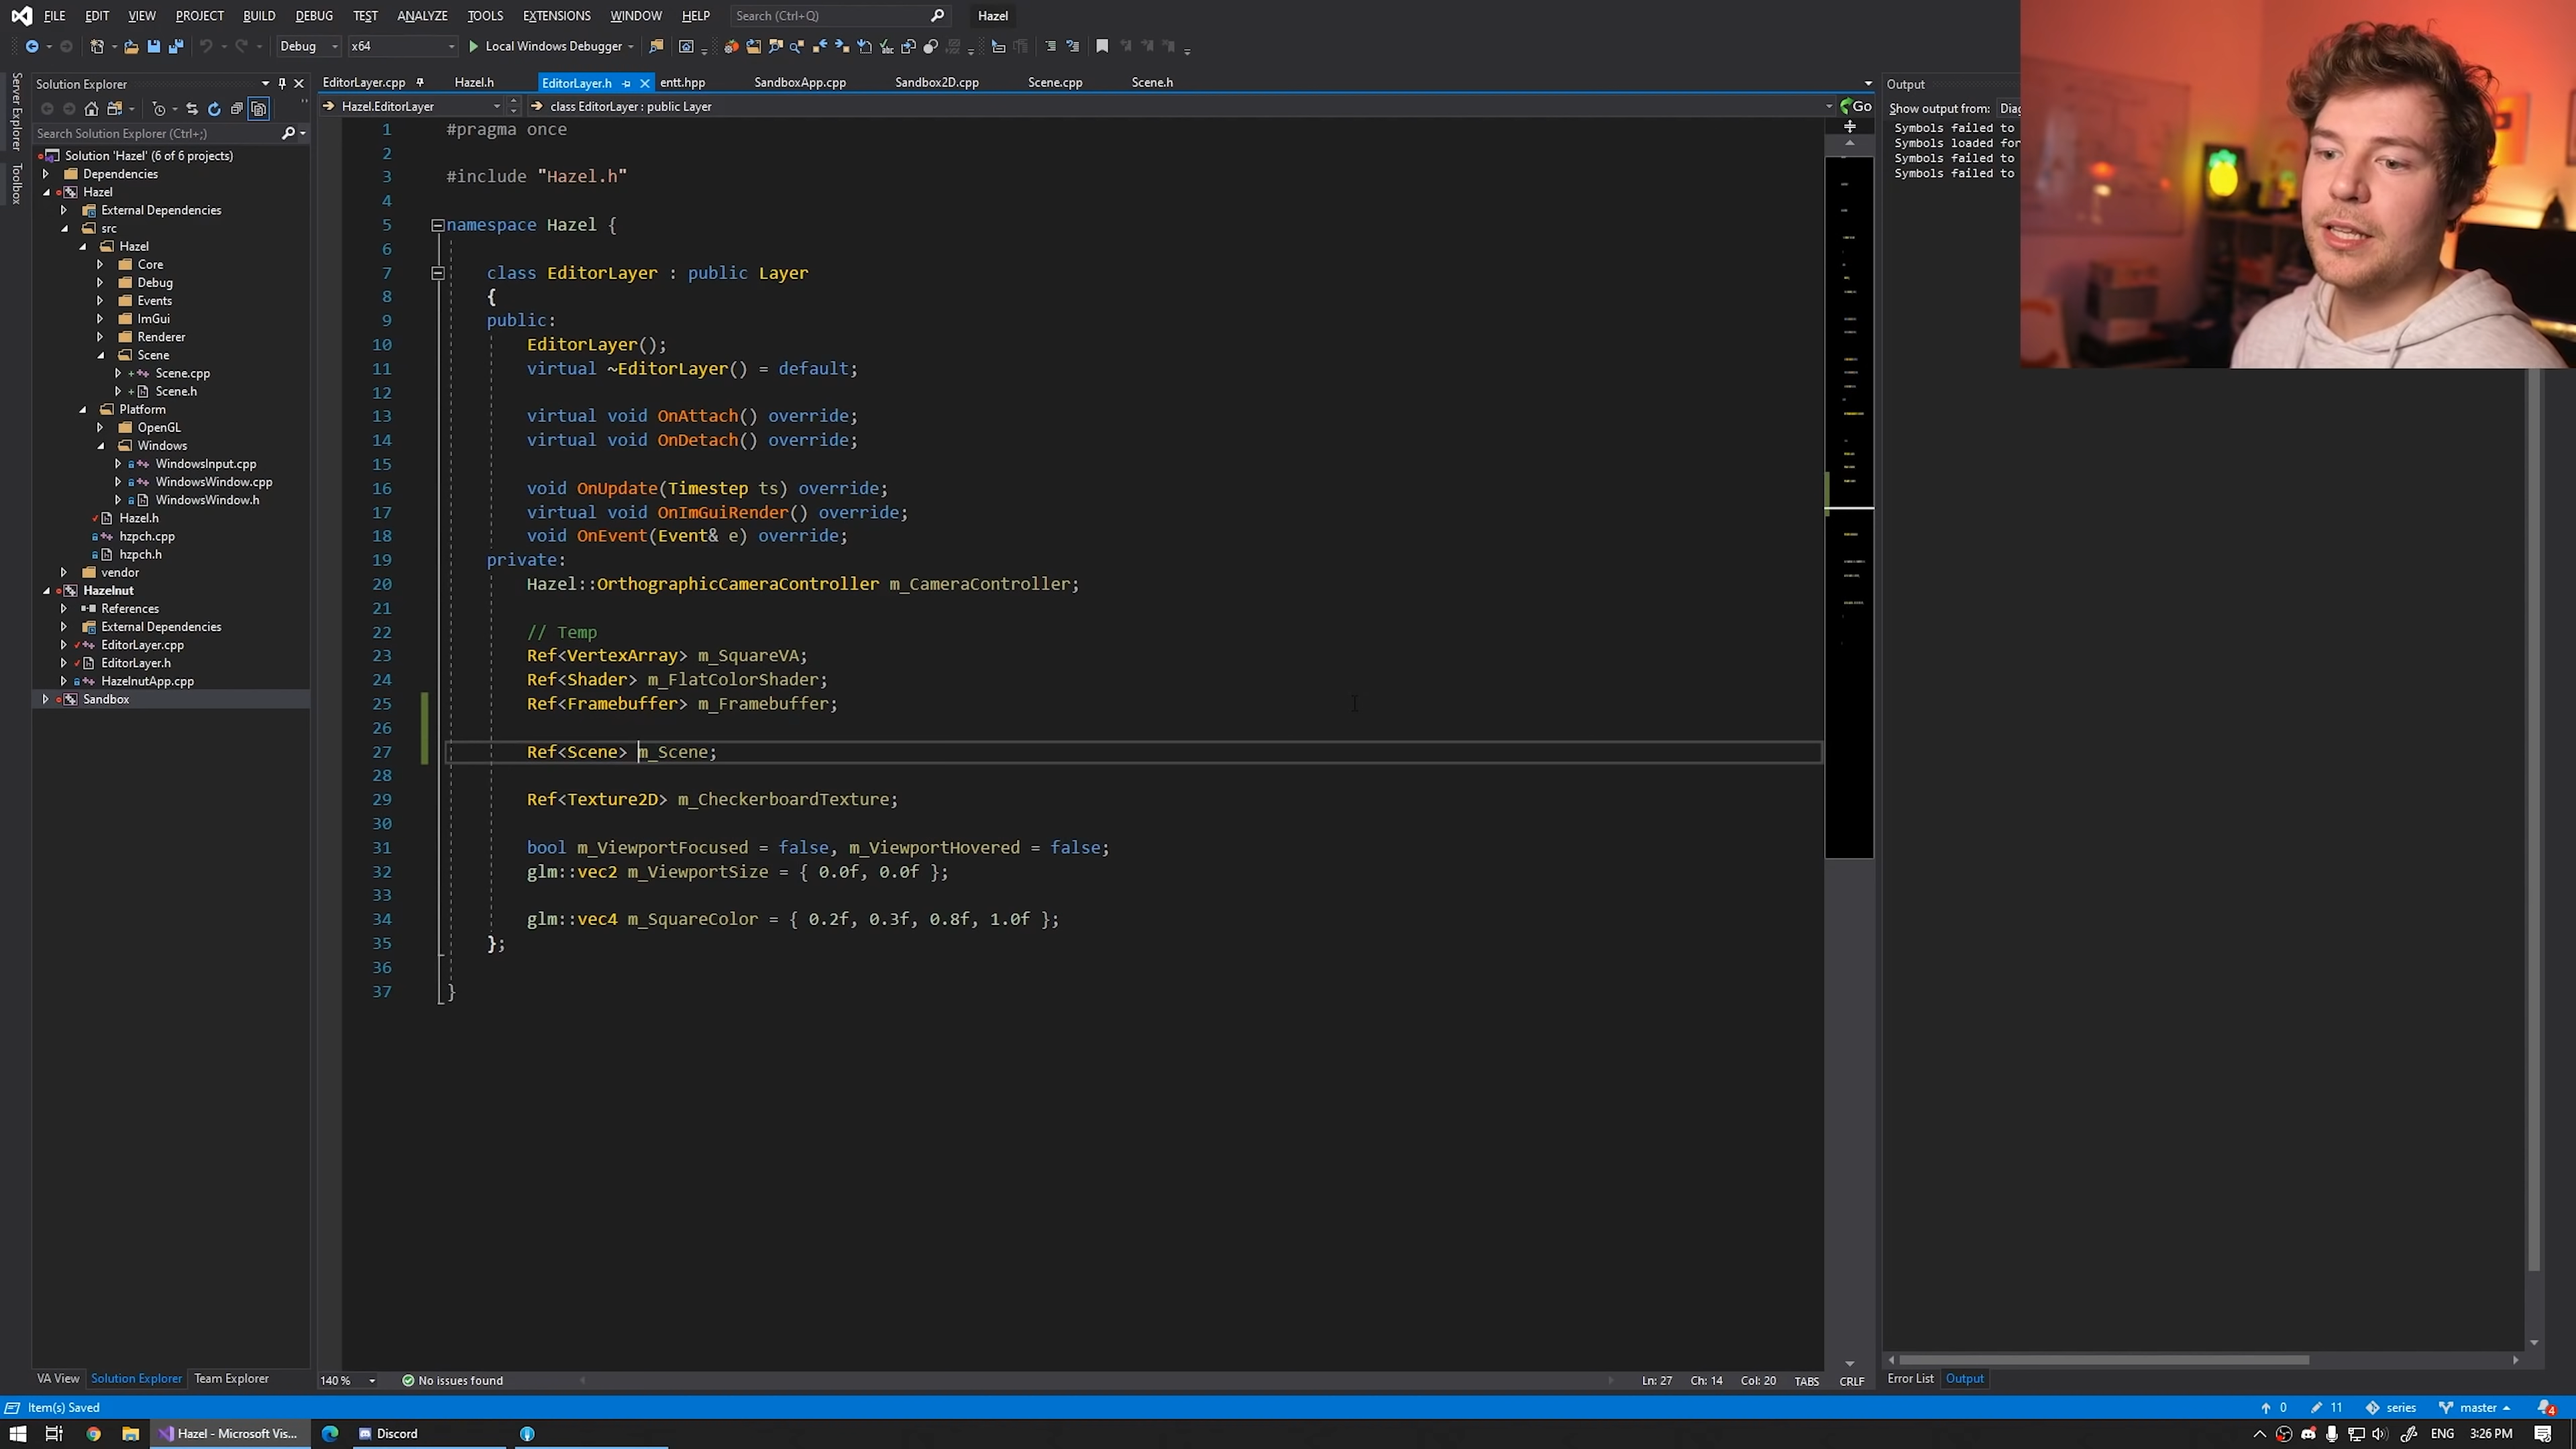 FILE EDIT VIEW PROJECT BUILD DEBUG TEST ANALYZE TOOLS EXTENSIONS WINDOW HELP Search (Ctrl+Q) Hazel
Debug x64 Local Windows Debugger
Server Explorer
Toolbox
Solution Explorer
Search Solution Explorer (Ctrl+;)
Solution 'Hazel' (6 of 6 projects)
Dependencies
Hazel
External Dependencies
src
Hazel
Core
Debug
Events
ImGui
Renderer
Scene
Scene.cpp
Scene.h
Platform
OpenGL
Windows
WindowsInput.cpp
WindowsWindow.cpp
WindowsWindow.h
Hazel.h
hzpch.cpp
hzpch.h
vendor
Hazelnut
References
External Dependencies
EditorLayer.cpp
EditorLayer.h
HazelnutApp.cpp
Sandbox
VA View Solution Explorer Team Explorer
EditorLayer.cpp Hazel.h EditorLayer.h entt.hpp SandboxApp.cpp Sandbox2D.cpp Scene.cpp Scene.h
Hazel.EditorLayer class EditorLayer : public Layer Go
1 #pragma once
2
3 #include "Hazel.h"
4
5 namespace Hazel {
6
7 class EditorLayer : public Layer
8 {
9 public:
10 EditorLayer();
11 virtual ~EditorLayer() = default;
12
13 virtual void OnAttach() override;
14 virtual void OnDetach() override;
15
16 void OnUpdate(Timestep ts) override;
17 virtual void OnImGuiRender() override;
18 void OnEvent(Event& e) override;
19 private:
20 Hazel::OrthographicCameraController m_CameraController;
21
22 // Temp
23 Ref<VertexArray> m_SquareVA;
24 Ref<Shader> m_FlatColorShader;
25 Ref<Framebuffer> m_Framebuffer;
26
27 Ref<Scene> m_Scene;
28
29 Ref<Texture2D> m_CheckerboardTexture;
30
31 bool m_ViewportFocused = false, m_ViewportHovered = false;
32 glm::vec2 m_ViewportSize = { 0.0f, 0.0f };
33
34 glm::vec4 m_SquareColor = { 0.2f, 0.3f, 0.8f, 1.0f };
35 };
36
37 }
140 % No issues found Ln: 27 Ch: 14 Col: 20 TABS CRLF
Output
Show output from: Diag
Symbols failed to
Symbols loaded for
Symbols failed to
Symbols failed to
Error List Output
Item(s) Saved 0 11 series master 4
Hazel - Microsoft Vis... Discord ENG 3:26 PM